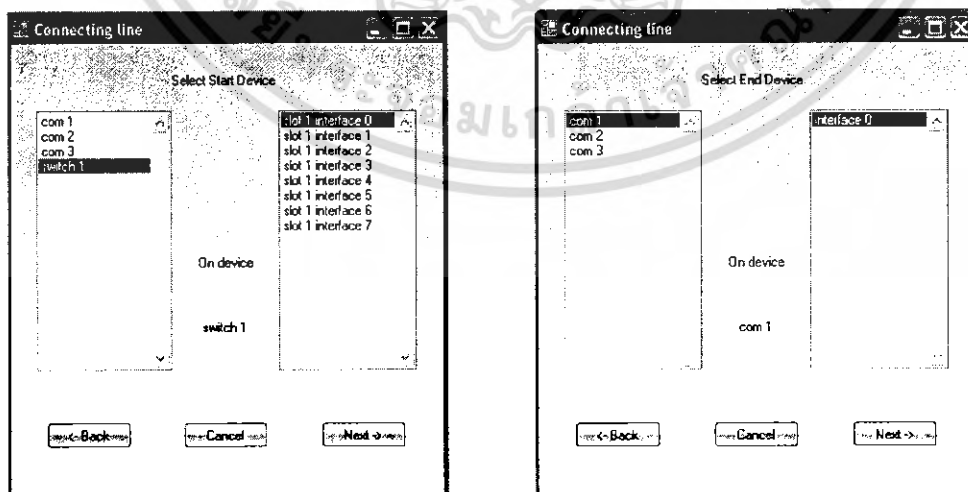 Connecting line
Select Start Device
com 1
com 2
com 3
switch 1
slot 1 interface 0
slot 1 interface 1
slot 1 interface 2
slot 1 interface 3
slot 1 interface 4
slot 1 interface 5
slot 1 interface 6
slot 1 interface 7
On device
switch 1
<- Back
Cancel
Next ->
Connecting line
Select End Device
com 1
com 2
com 3
interface 0
On device
com 1
<- Back
Cancel
Next ->